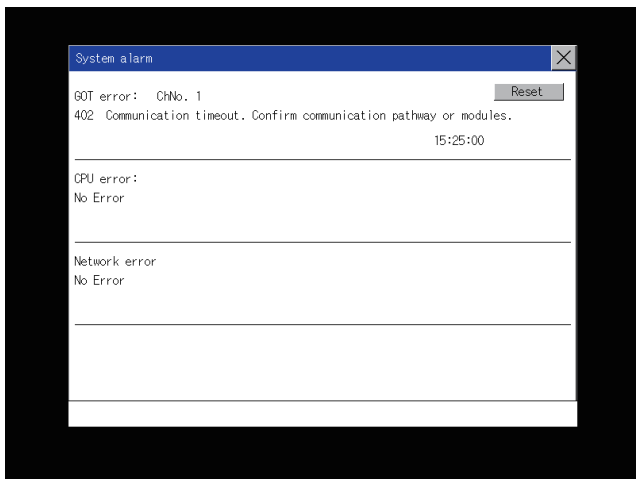 System alarm
GOT error: ChNo. 1
Reset
402 Communication timeout. Confirm communication pathway or modules.
15:25:00
CPU error:
No Error
Network error
No Error